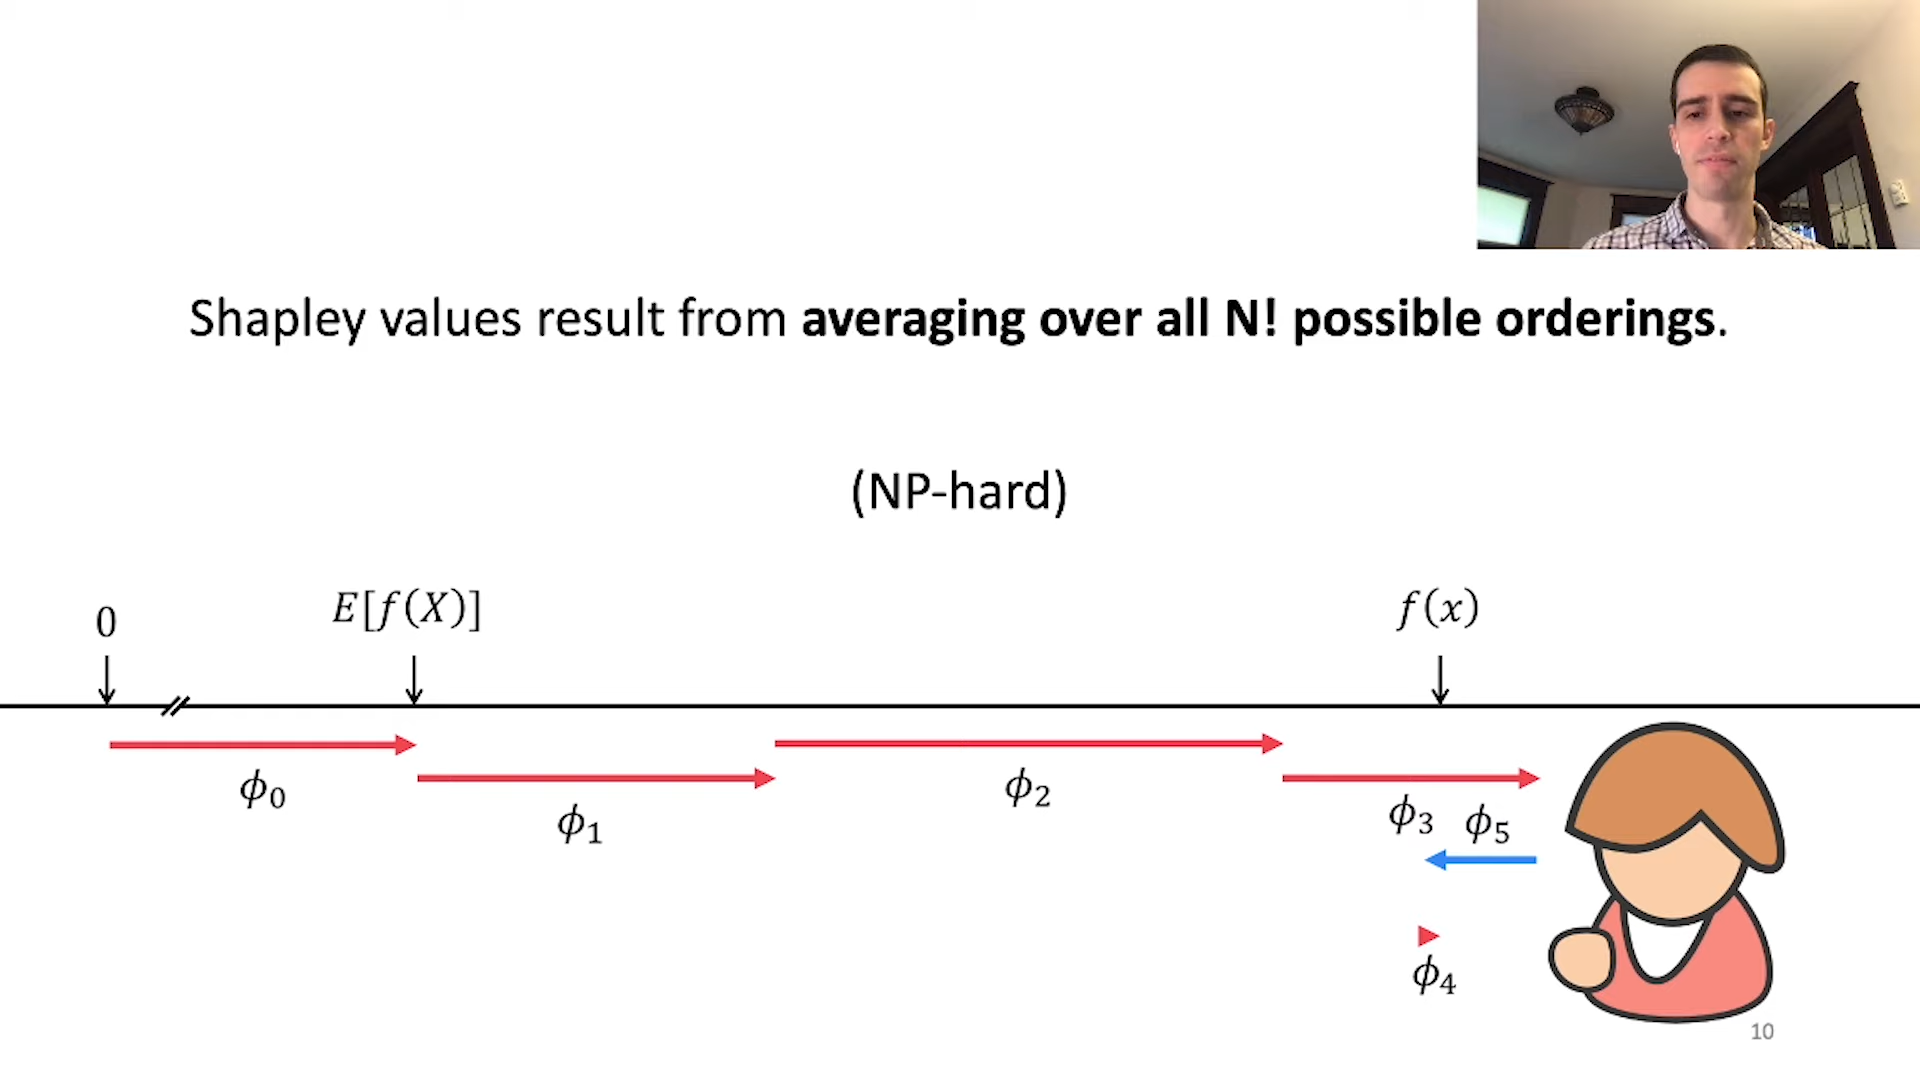 Shapley values result from averaging over all N! possible orderings.
(NP-hard)
0
E[f(X)]
f(x)
ϕ₀
ϕ₁
ϕ₂
ϕ₃
ϕ₅
ϕ₄
10